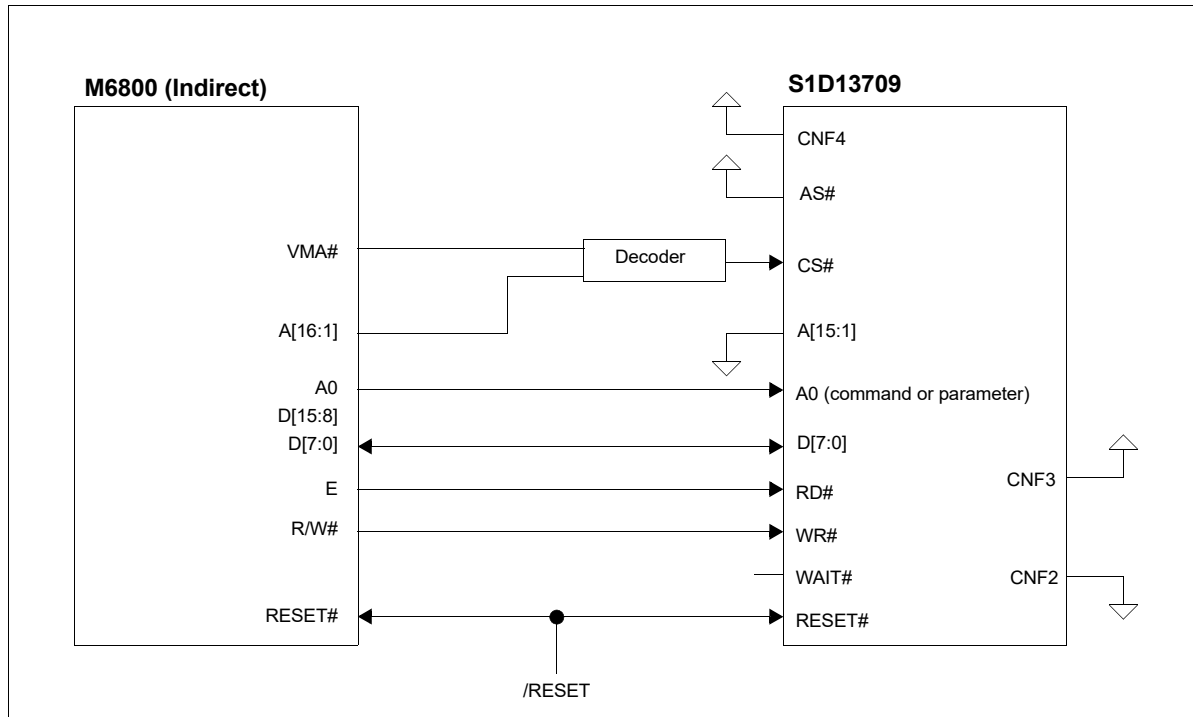 M6800 (Indirect)
VMA#
A[16:1]
A0
D[15:8]
D[7:0]
E
R/W#
RESET#
Decoder
/RESET
S1D13709
CNF4
AS#
CS#
A[15:1]
A0 (command or parameter)
D[7:0]
RD#
WR#
WAIT#
RESET#
CNF3
CNF2